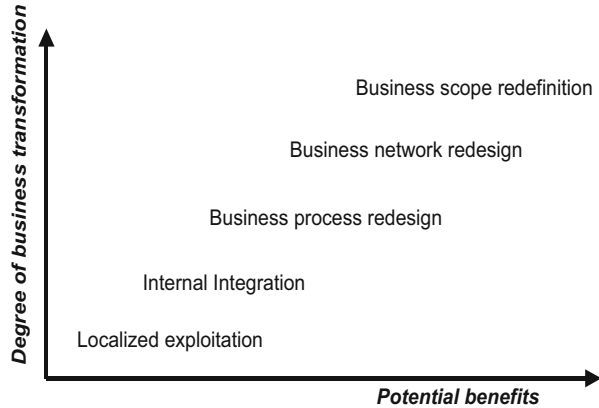 Degree of business transformation
Business scope redefinition
Business network redesign
Business process redesign
Internal Integration
Localized exploitation
Potential benefits